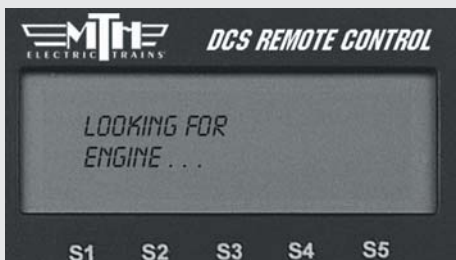 MTH DCS REMOTE CONTROL
ELECTRIC TRAINS
LOOKING FOR
ENGINE . . .
S1 S2 S3 S4 S5